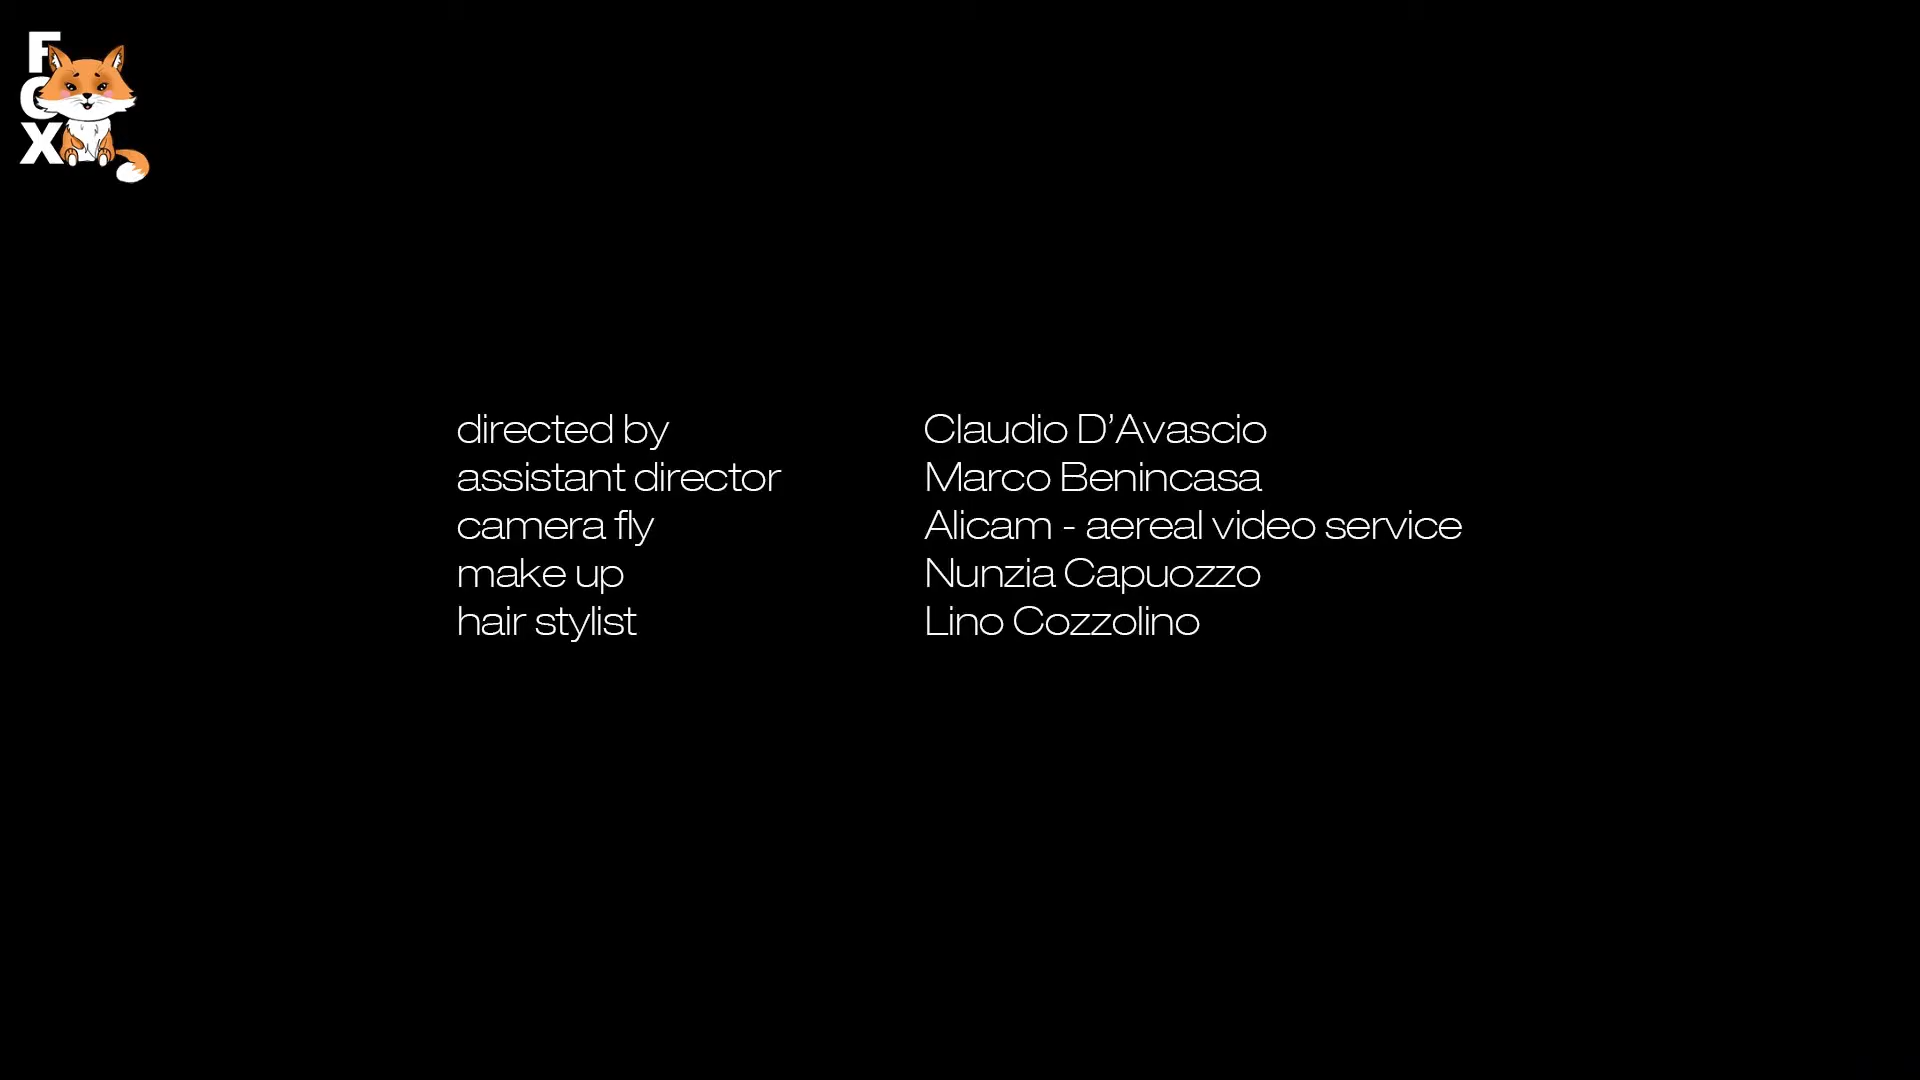 FOX
directed by Claudio D’Avascio
assistant director Marco Benincasa
camera fly Alicam - aereal video service
make up Nunzia Capuozzo
hair stylist Lino Cozzolino